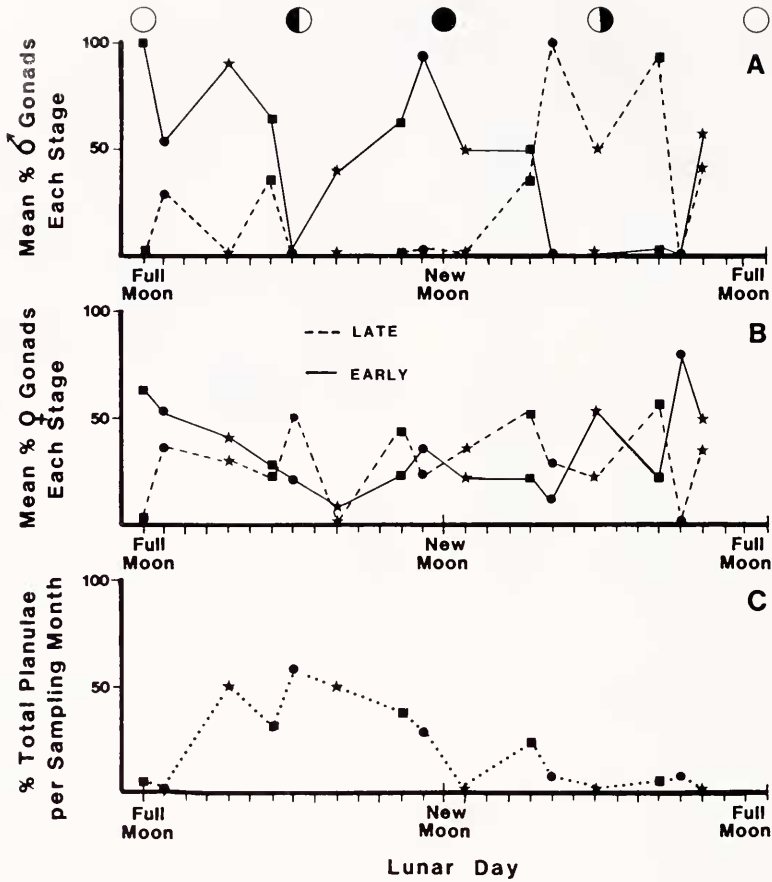 A
Mean % ♂ Gonads
Each Stage
100
50
Full
Moon
New
Moon
Full
Moon
B
Mean % ♀ Gonads
Each Stage
100
50
LATE
EARLY
Full
Moon
New
Moon
Full
Moon
C
% Total Planulae
per Sampling Month
100
50
Full
Moon
New
Moon
Full
Moon
Lunar Day